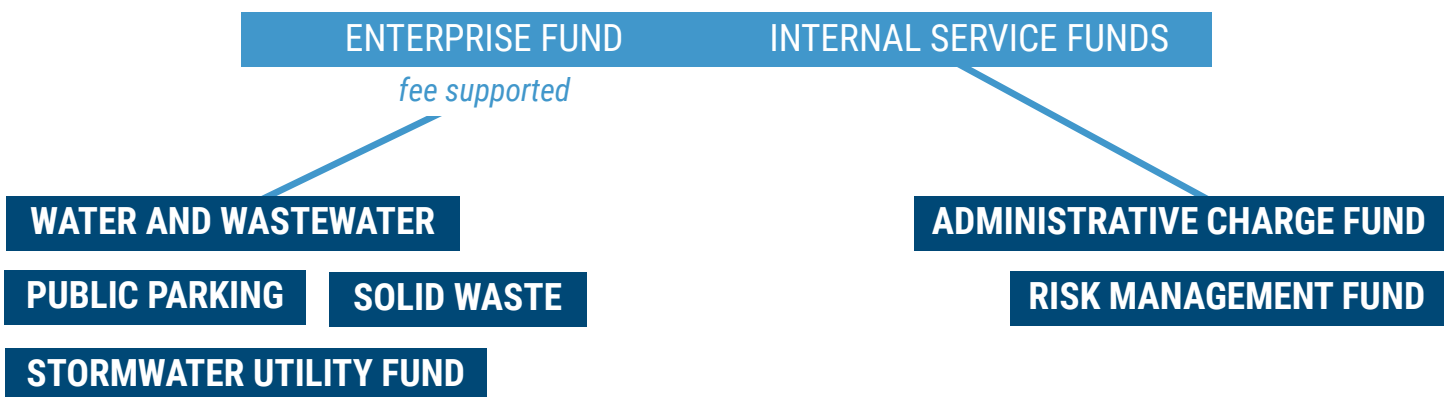 ENTERPRISE FUND
INTERNAL SERVICE FUNDS
fee supported
WATER AND WASTEWATER
ADMINISTRATIVE CHARGE FUND
PUBLIC PARKING
SOLID WASTE
RISK MANAGEMENT FUND
STORMWATER UTILITY FUND